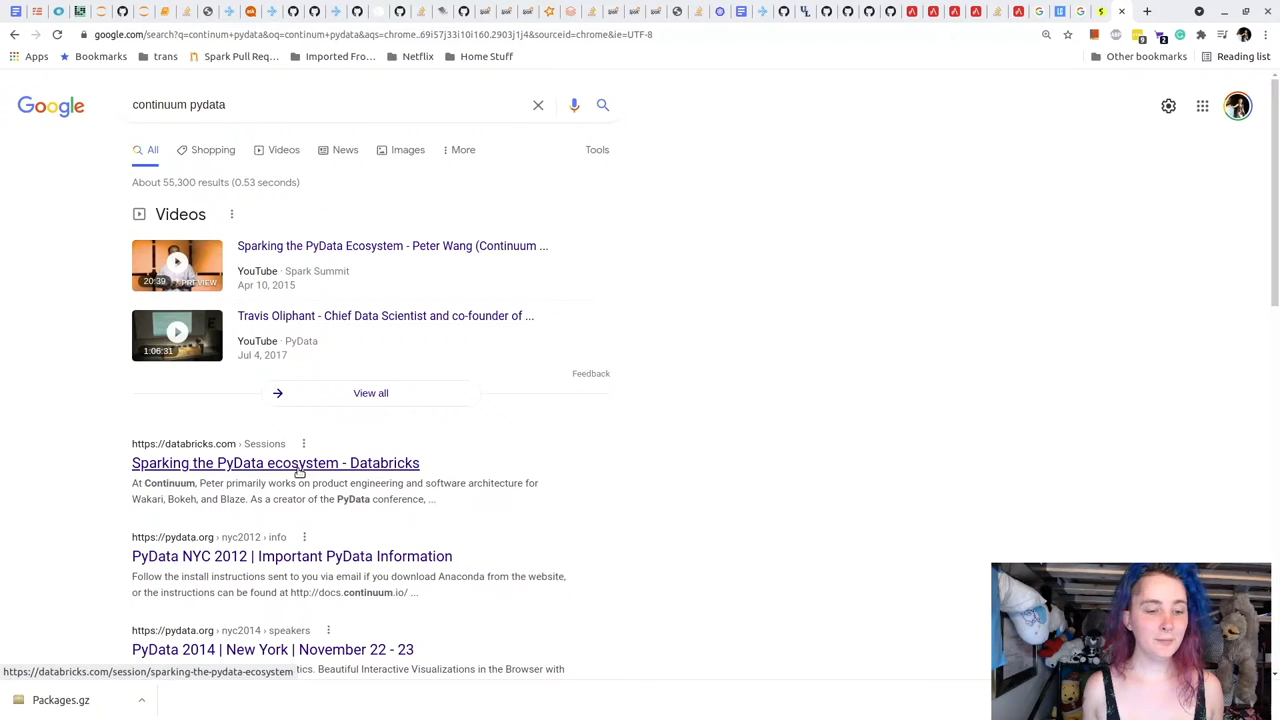 google.com/search?q=continum+pydata&oq=continum+pydata&aqs=chrome..69i57j33i10i160.2903j1j4&sourceid=chrome&ie=UTF-8
Apps Bookmarks trans Spark Pull Req... Imported Fro... Netflix Home Stuff Other bookmarks Reading list
Google continuum pydata
All Shopping Videos News Images More Tools
About 55,300 results (0.53 seconds)
Videos
Sparking the PyData Ecosystem - Peter Wang (Continuum ...
YouTube · Spark Summit
20:39 PREVIEW
Apr 10, 2015
Travis Oliphant - Chief Data Scientist and co-founder of ...
YouTube · PyData
1:06:31
Jul 4, 2017
Feedback
View all
https://databricks.com › Sessions
Sparking the PyData ecosystem - Databricks
At Continuum, Peter primarily works on product engineering and software architecture for
Wakari, Bokeh, and Blaze. As a creator of the PyData conference, ...
https://pydata.org › nyc2012 › info
PyData NYC 2012 | Important PyData Information
Follow the install instructions sent to you via email if you download Anaconda from the website,
or the instructions can be found at http://docs.continuum.io/ ...
https://pydata.org › nyc2014 › speakers
PyData 2014 | New York | November 22 - 23
https://databricks.com/session/sparking-the-pydata-ecosystem
tics. Beautiful Interactive Visualizations in the Browser with
Packages.gz